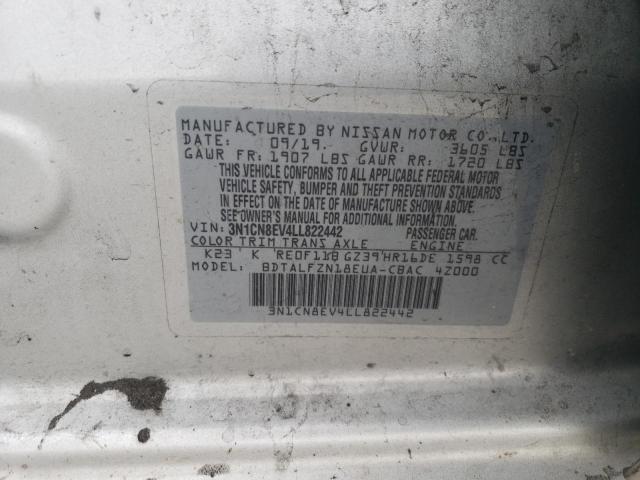 MANUFACTURED BY NISSAN MOTOR CO., LTD.
DATE: 09/19. GVWR: 3605 LBS
GAWR FR: 1907 LBS GAWR RR: 1720 LBS
THIS VEHICLE CONFORMS TO ALL APPLICABLE FEDERAL MOTOR
VEHICLE SAFETY, BUMPER AND THEFT PREVENTION STANDARDS
IN EFFECT ON THE DATE OF MANUFACTURE SHOWN ABOVE.
SEE OWNER'S MANUAL FOR ADDITIONAL INFORMATION.
VIN: 3N1CN8EV4LL822442 PASSENGER CAR.
COLOR TRIM TRANS AXLE ENGINE
K23 K RE0F11B GZ39 HR16DE 1598 CC
MODEL: BDTALFZN18EUA-CBAC 4Z000
3N1CN8EV4LL822442